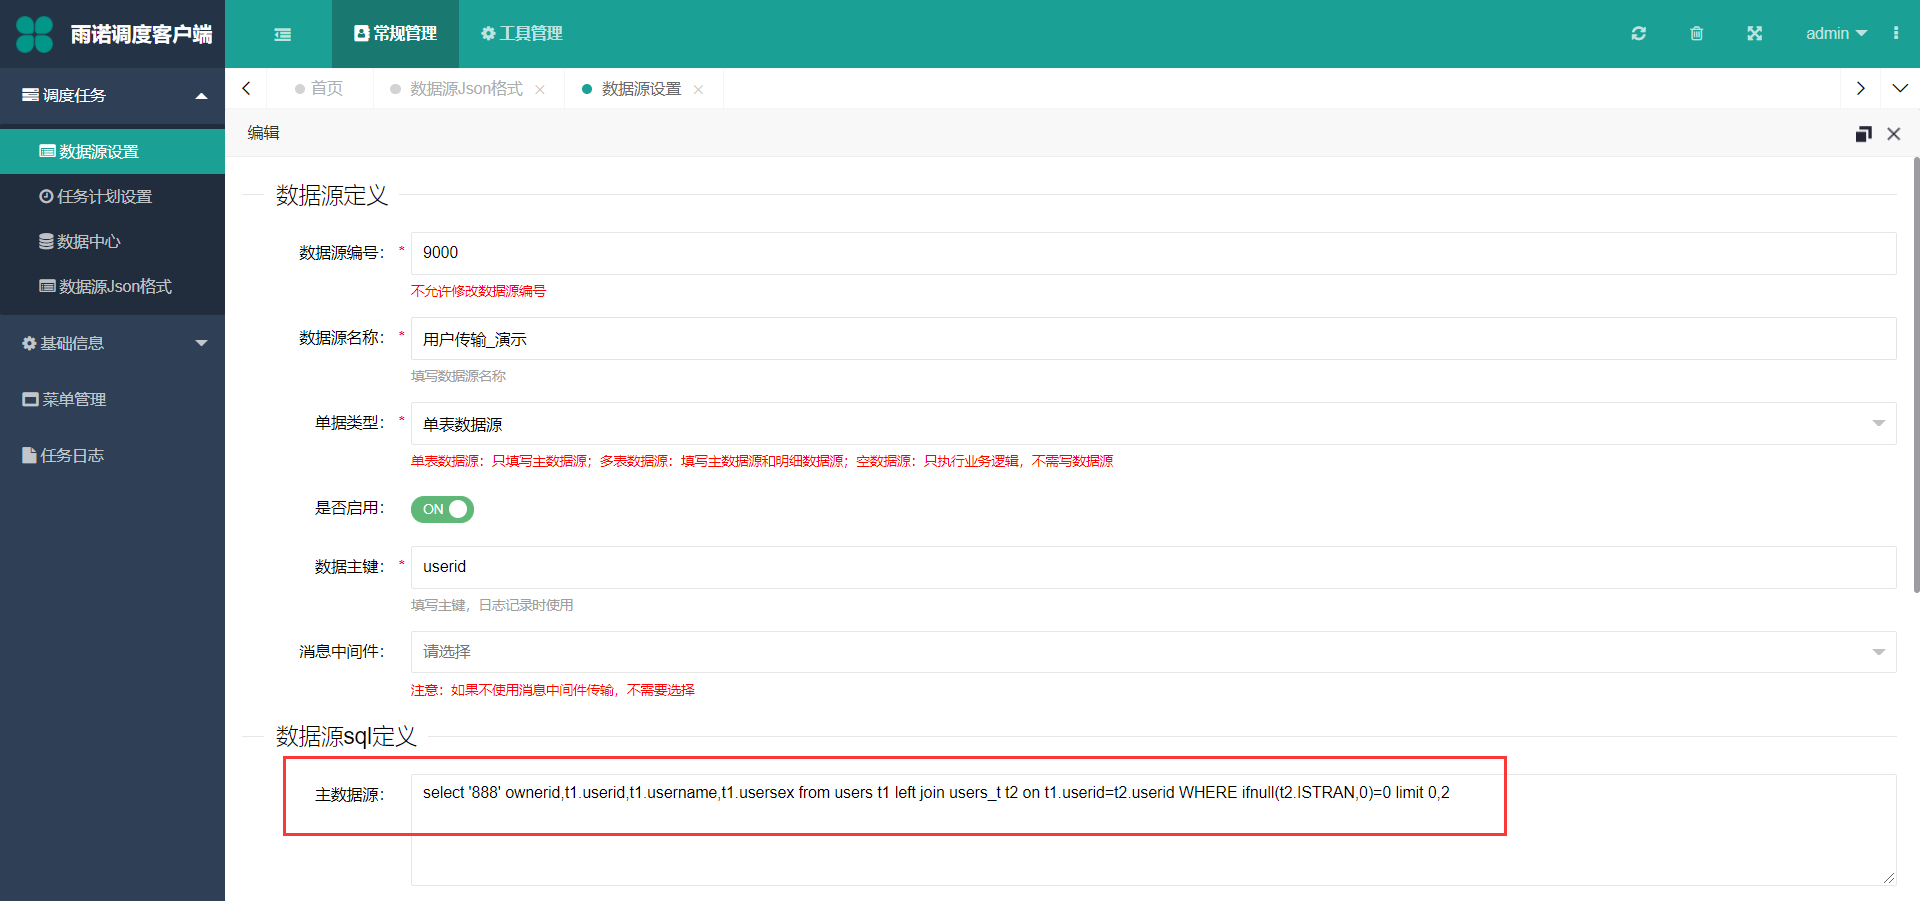 雨诺调度客户端
常规管理
工具管理
admin
调度任务
数据源设置
任务计划设置
数据中心
数据源Json格式
基础信息
菜单管理
任务日志
首页
数据源Json格式
数据源设置
编辑
数据源定义
数据源编号： * 9000
不允许修改数据源编号
数据源名称： * 用户传输_演示
填写数据源名称
单据类型： * 单表数据源
单表数据源：只填写主数据源；多表数据源：填写主数据源和明细数据源；空数据源：只执行业务逻辑，不需写数据源
是否启用： ON
数据主键： * userid
填写主键，日志记录时使用
消息中间件： 请选择
注意：如果不使用消息中间件传输，不需要选择
数据源sql定义
主数据源： select '888' ownerid,t1.userid,t1.username,t1.usersex from users t1 left join users_t t2 on t1.userid=t2.userid WHERE ifnull(t2.ISTRAN,0)=0 limit 0,2